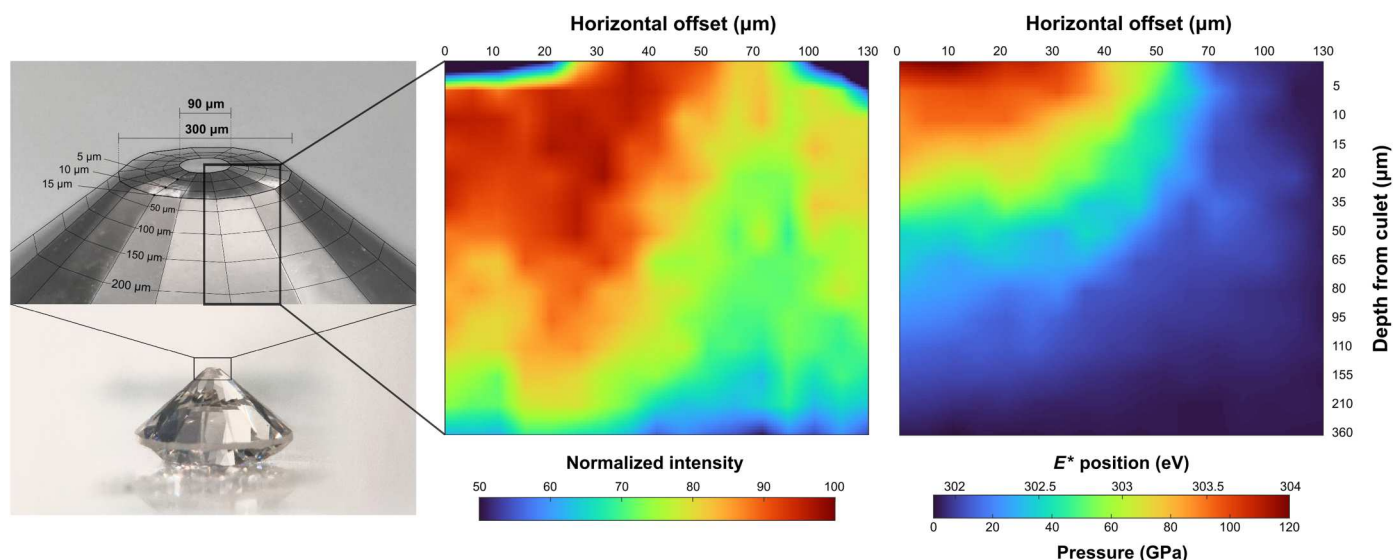 90 µm
300 µm
5 µm
10 µm
15 µm
50 µm
100 µm
150 µm
200 µm
Horizontal offset (µm)
0 10 20 30 40 50 70 100 130
Normalized intensity
50 60 70 80 90 100
Horizontal offset (µm)
0 10 20 30 40 50 70 100 130
5
10
15
20
35
50
65
80
95
110
155
210
360
Depth from culet (µm)
E* position (eV)
302 302.5 303 303.5 304
0 20 40 60 80 100 120
Pressure (GPa)